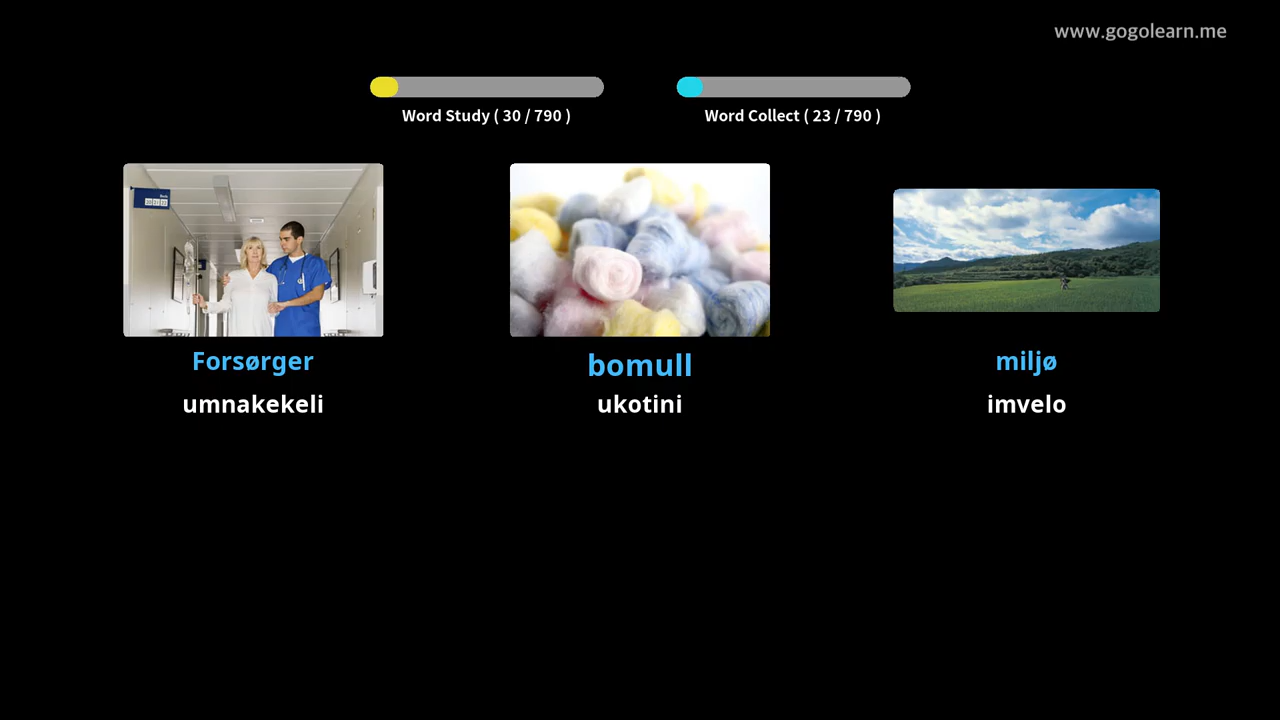 www.gogolearn.me
Word Study ( 30 / 790 )
Word Collect ( 23 / 790 )
Forsørger
umnakekeli
bomull
ukotini
miljø
imvelo